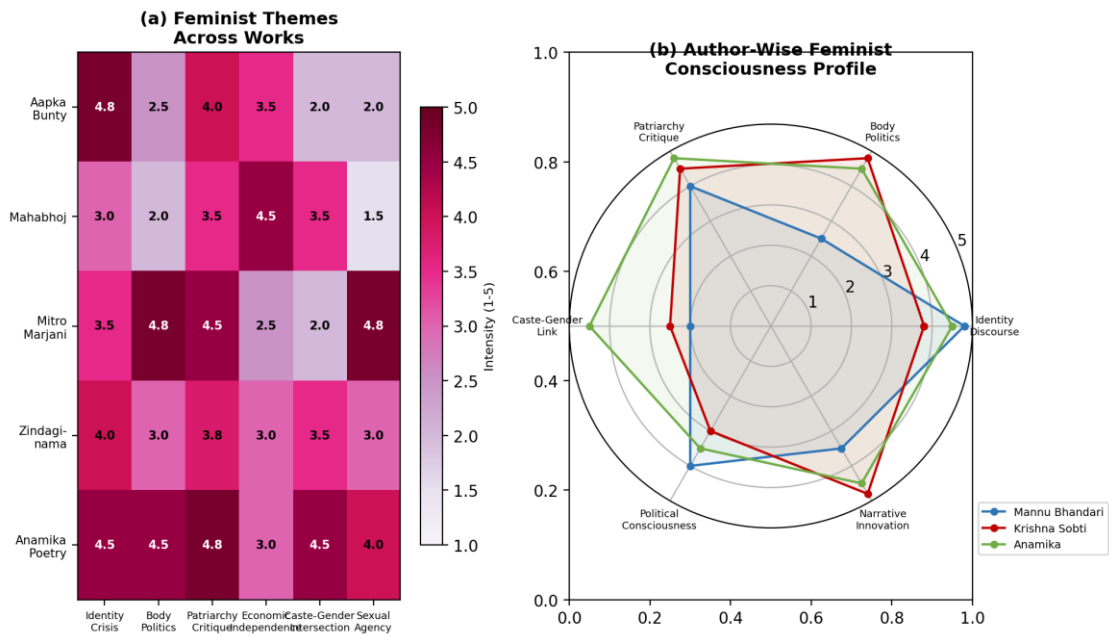 (a) Feminist Themes
Across Works
Aapka
Bunty
4.8 2.5 4.0 3.5 2.0 2.0
Mahabhoj
3.0 2.0 3.5 4.5 3.5 1.5
Mitro
Marjani
3.5 4.8 4.5 2.5 2.0 4.8
Zindagi-
nama
4.0 3.0 3.8 3.0 3.5 3.0
Anamika
Poetry
4.5 4.5 4.8 3.0 4.5 4.0
Identity
Crisis
Body
Politics
Patriarchy
Critique
Economic
Independence
Caste-Gender
Intersection
Sexual
Agency
5.0
4.5
4.0
3.5
3.0
2.5
2.0
1.5
1.0
Intensity (1-5)
(b) Author-Wise Feminist
Consciousness Profile
1.0
0.8
0.6
0.4
0.2
0.0
0.0 0.2 0.4 0.6 0.8 1.0
Patriarchy
Critique
Body
Politics
Identity
Discourse
Caste-Gender
Link
Political
Consciousness
Narrative
Innovation
1
2
3
4
5
Mannu Bhandari
Krishna Sobti
Anamika